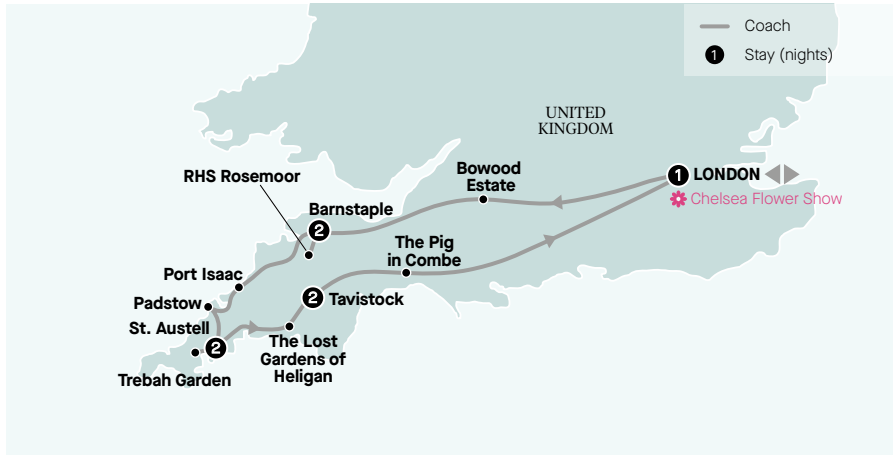 Coach
1 Stay (nights)
UNITED
KINGDOM
1 LONDON
Chelsea Flower Show
Bowood
Estate
RHS Rosemoor
Barnstaple
2
The Pig
in Combe
Port Isaac
2 Tavistock
Padstow
St. Austell
2
The Lost
Gardens of
Heligan
Trebah Garden